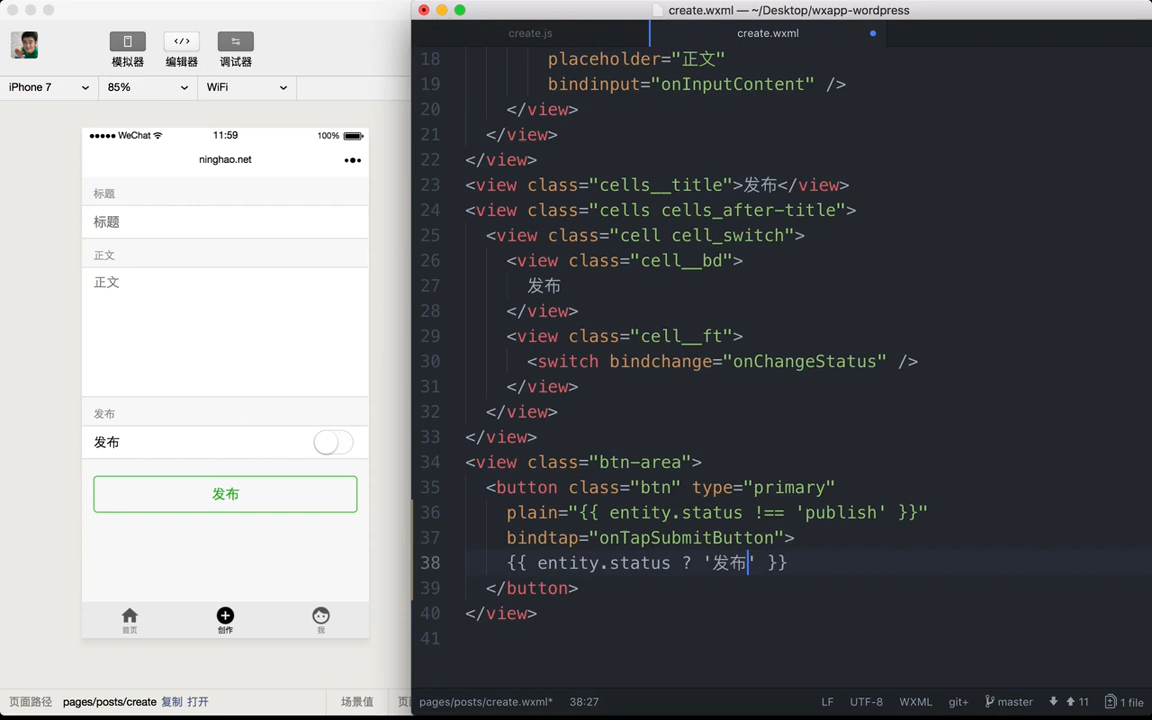 模拟器
编辑器
调试器
iPhone 7
85%
WiFi
WeChat
11:59
100%
ninghao.net
标题
标题
正文
正文
发布
发布
发布
首页
创作
我
页面路径 pages/posts/create 复制 打开
场景值
页
create.wxml — ~/Desktop/wxapp-wordpress
create.js
create.wxml
18 placeholder="正文"
19 bindinput="onInputContent" />
20 </view>
21 </view>
22 </view>
23 <view class="cells__title">发布</view>
24 <view class="cells cells_after-title">
25 <view class="cell cell_switch">
26 <view class="cell__bd">
27 发布
28 </view>
29 <view class="cell__ft">
30 <switch bindchange="onChangeStatus" />
31 </view>
32 </view>
33 </view>
34 <view class="btn-area">
35 <button class="btn" type="primary"
36 plain="{{ entity.status !== 'publish' }}"
37 bindtap="onTapSubmitButton">
38 {{ entity.status ? '发布' }}
39 </button>
40 </view>
41
pages/posts/create.wxml* 38:27
LF UTF-8 WXML git+ master 11 1 file